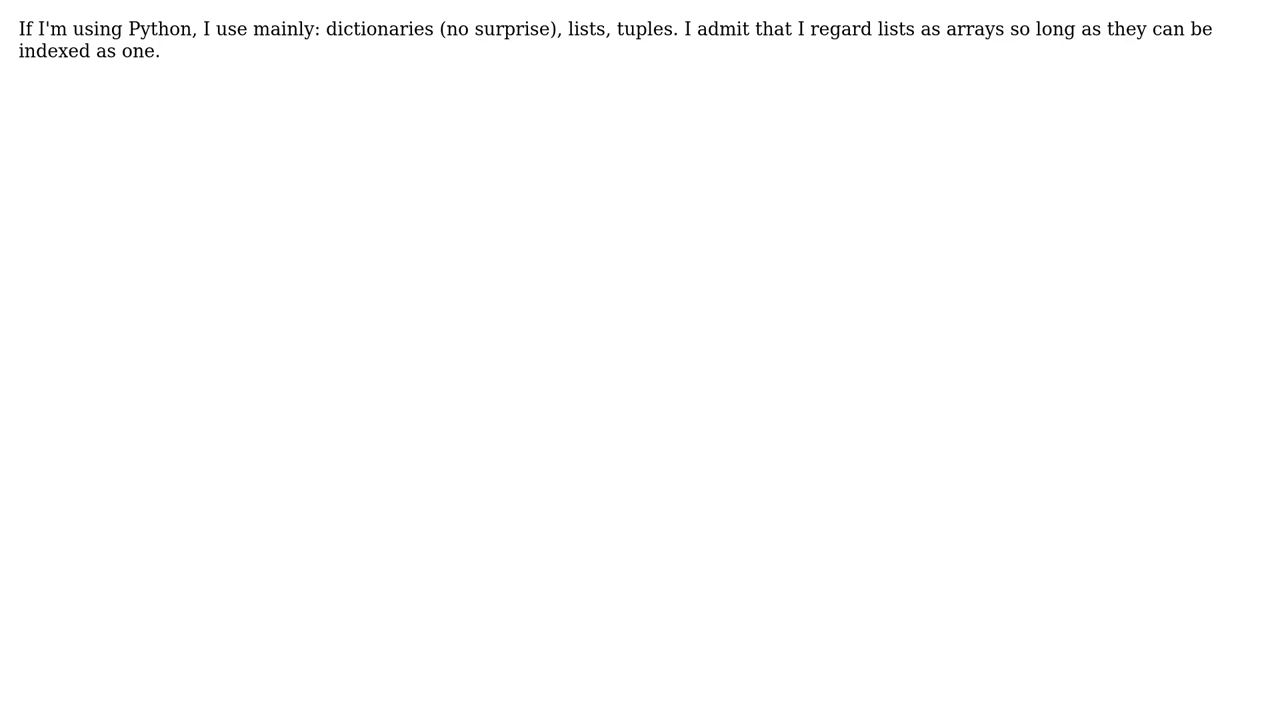 If I'm using Python, I use mainly: dictionaries (no surprise), lists, tuples. I admit that I regard lists as arrays so long as they can be
indexed as one.